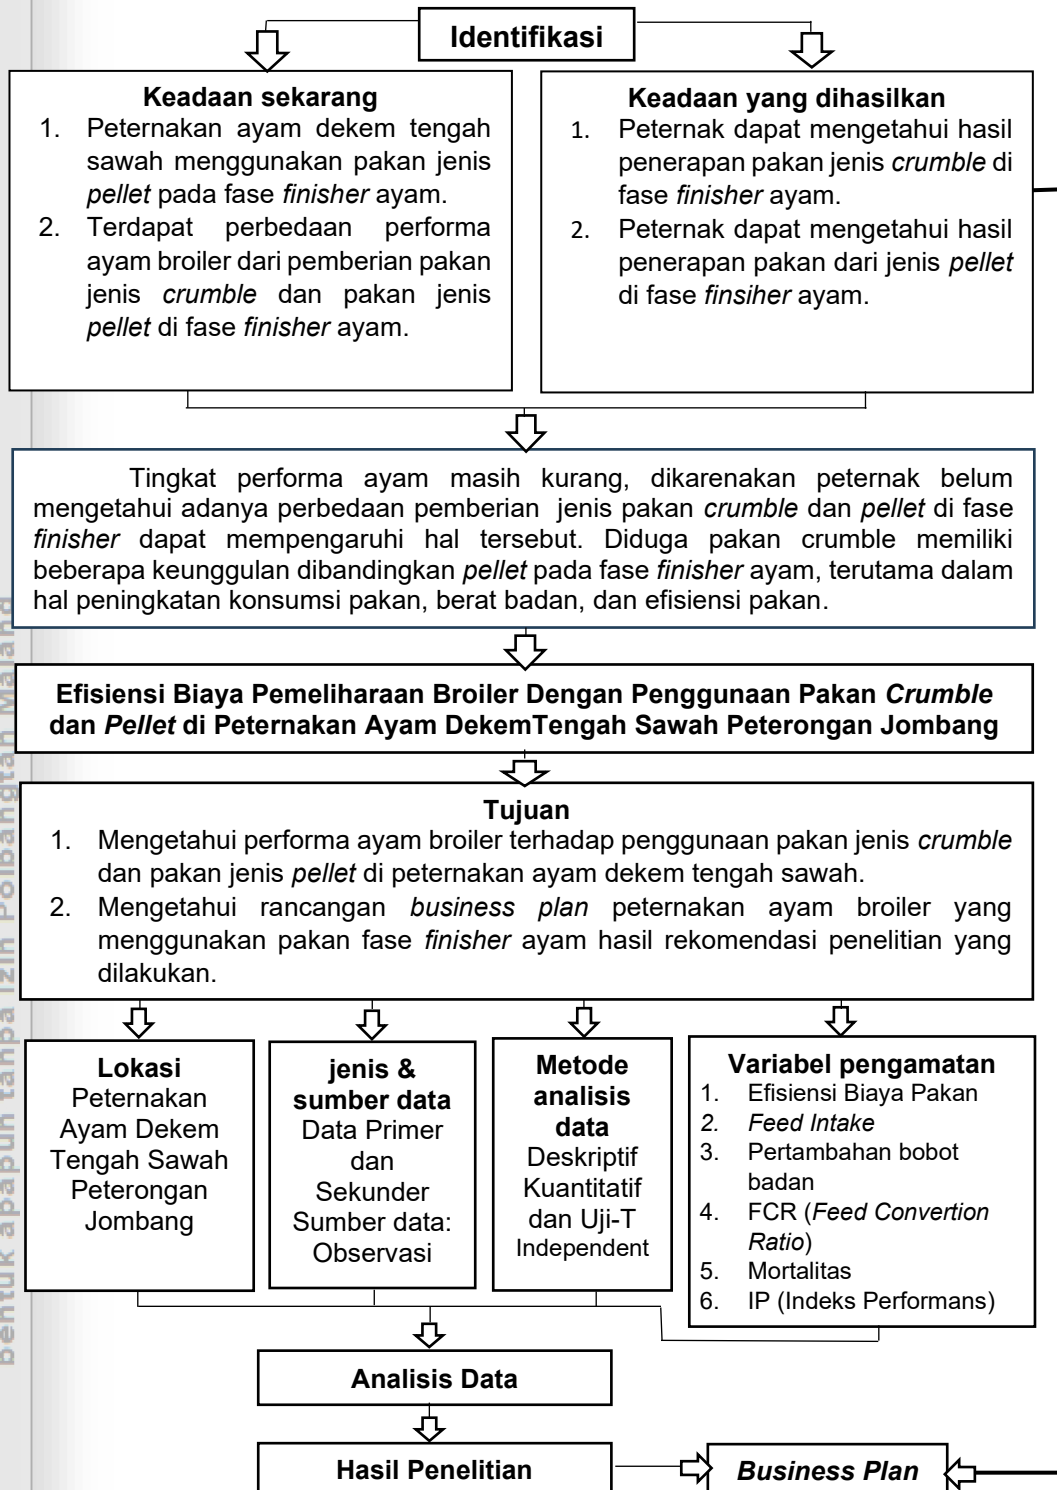 Identifikasi
Keadaan sekarang
1. Peternakan ayam dekem tengah
sawah menggunakan pakan jenis
pellet pada fase finisher ayam.
2. Terdapat perbedaan performa
ayam broiler dari pemberian pakan
jenis crumble dan pakan jenis
pellet di fase finisher ayam.
Keadaan yang dihasilkan
1. Peternak dapat mengetahui hasil
penerapan pakan jenis crumble di
fase finisher ayam.
2. Peternak dapat mengetahui hasil
penerapan pakan dari jenis pellet
di fase finsiher ayam.
Tingkat performa ayam masih kurang, dikarenakan peternak belum
mengetahui adanya perbedaan pemberian jenis pakan crumble dan pellet di fase
finisher dapat mempengaruhi hal tersebut. Diduga pakan crumble memiliki
beberapa keunggulan dibandingkan pellet pada fase finisher ayam, terutama dalam
hal peningkatan konsumsi pakan, berat badan, dan efisiensi pakan.
Efisiensi Biaya Pemeliharaan Broiler Dengan Penggunaan Pakan Crumble
dan Pellet di Peternakan Ayam DekemTengah Sawah Peterongan Jombang
Tujuan
1. Mengetahui performa ayam broiler terhadap penggunaan pakan jenis crumble
dan pakan jenis pellet di peternakan ayam dekem tengah sawah.
2. Mengetahui rancangan business plan peternakan ayam broiler yang
menggunakan pakan fase finisher ayam hasil rekomendasi penelitian yang
dilakukan.
Lokasi
Peternakan
Ayam Dekem
Tengah Sawah
Peterongan
Jombang
jenis &
sumber data
Data Primer
dan
Sekunder
Sumber data:
Observasi
Metode
analisis
data
Deskriptif
Kuantitatif
dan Uji-T
Independent
Variabel pengamatan
1. Efisiensi Biaya Pakan
2. Feed Intake
3. Pertambahan bobot
badan
4. FCR (Feed Convertion
Ratio)
5. Mortalitas
6. IP (Indeks Performans)
Analisis Data
Hasil Penelitian
Business Plan
bentuk apapun tanpa Izin Polbangtan Malang